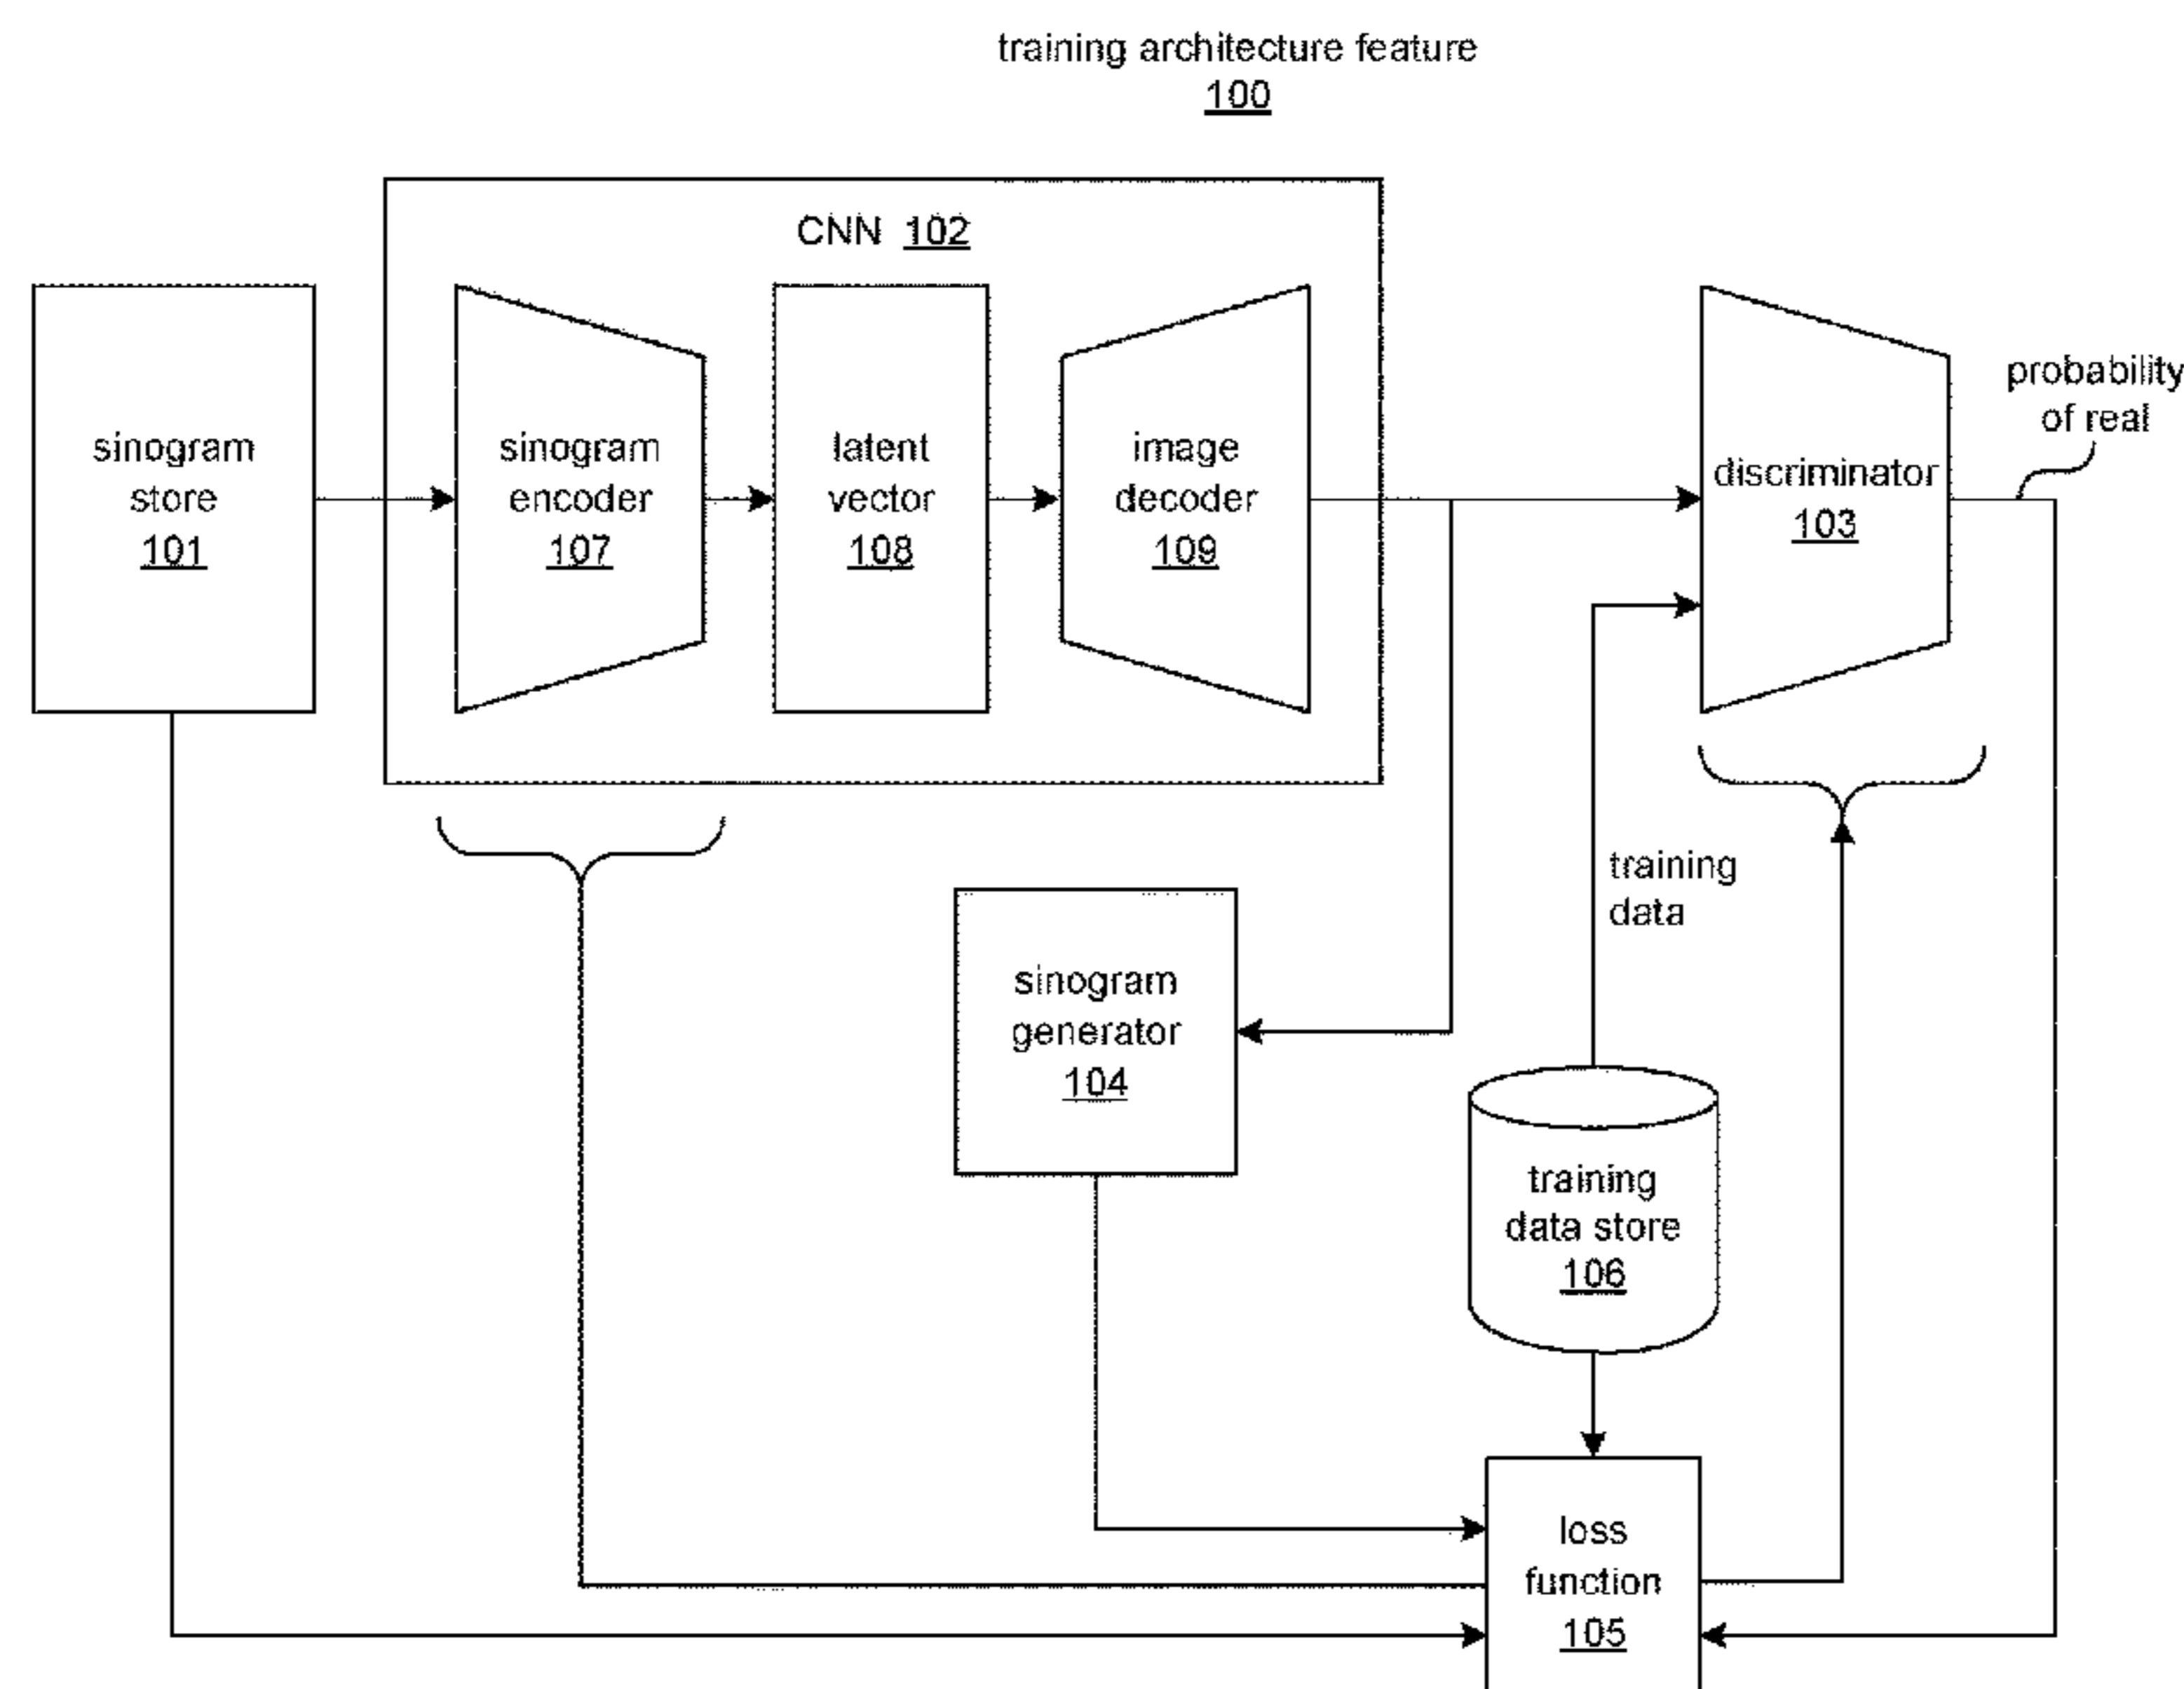 training architecture feature
100
CNN 102
sinogram
store
101
sinogram
encoder
107
latent
vector
108
image
decoder
109
discriminator
103
probability
of real
training
data
sinogram
generator
104
training
data store
106
loss
function
105